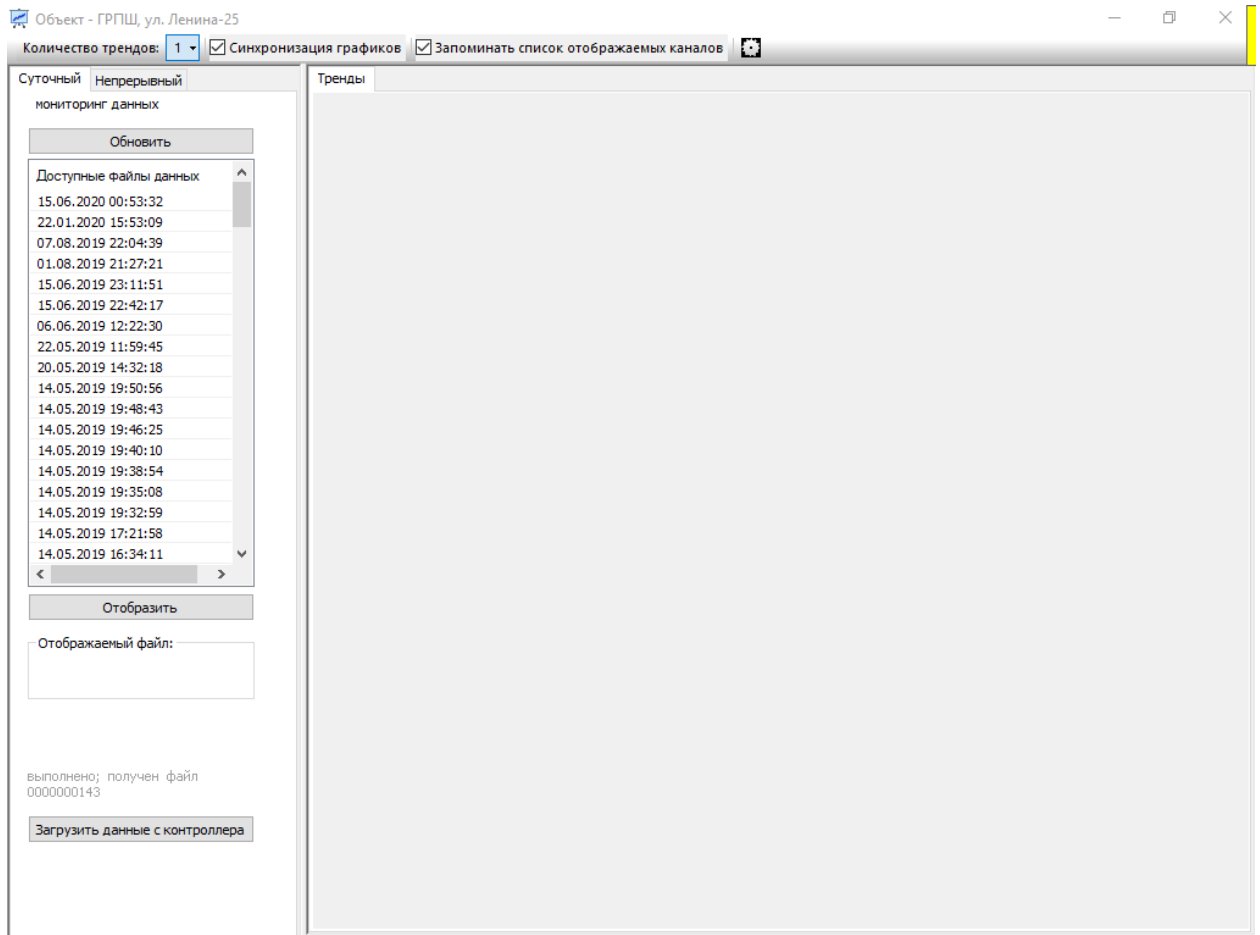 Объект - ГРПШ, ул. Ленина-25
Количество трендов: 1 Синхронизация графиков Запоминать список отображаемых каналов
Суточный Непрерывный
мониторинг данных
Обновить
Доступные файлы данных
15.06.2020 00:53:32
22.01.2020 15:53:09
07.08.2019 22:04:39
01.08.2019 21:27:21
15.06.2019 23:11:51
15.06.2019 22:42:17
06.06.2019 12:22:30
22.05.2019 11:59:45
20.05.2019 14:32:18
14.05.2019 19:50:56
14.05.2019 19:48:43
14.05.2019 19:46:25
14.05.2019 19:40:10
14.05.2019 19:38:54
14.05.2019 19:35:08
14.05.2019 19:32:59
14.05.2019 17:21:58
14.05.2019 16:34:11
Отобразить
Отображаемый файл:
выполнено; получен файл
0000000143
Загрузить данные с контроллера
Тренды